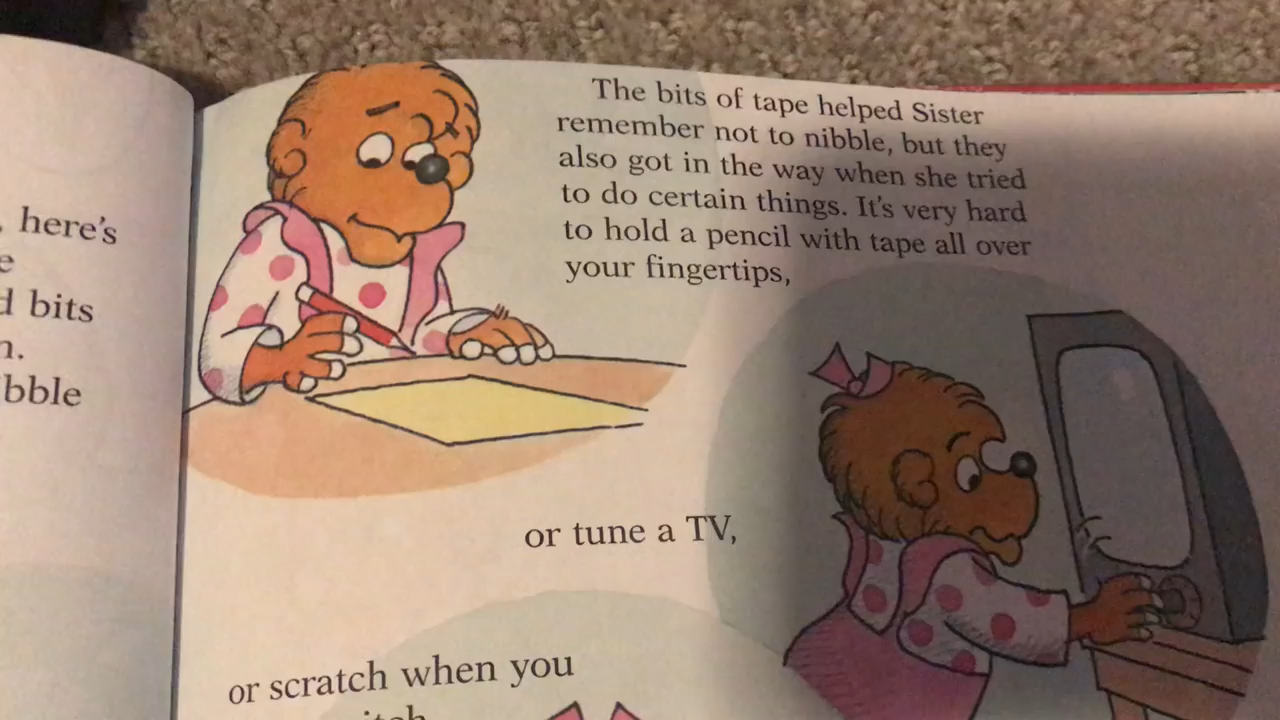 here's
e
d bits
n.
bble
The bits of tape helped Sister
remember not to nibble, but they
also got in the way when she tried
to do certain things. It's very hard
to hold a pencil with tape all over
your fingertips,
or tune a TV,
or scratch when you
itch